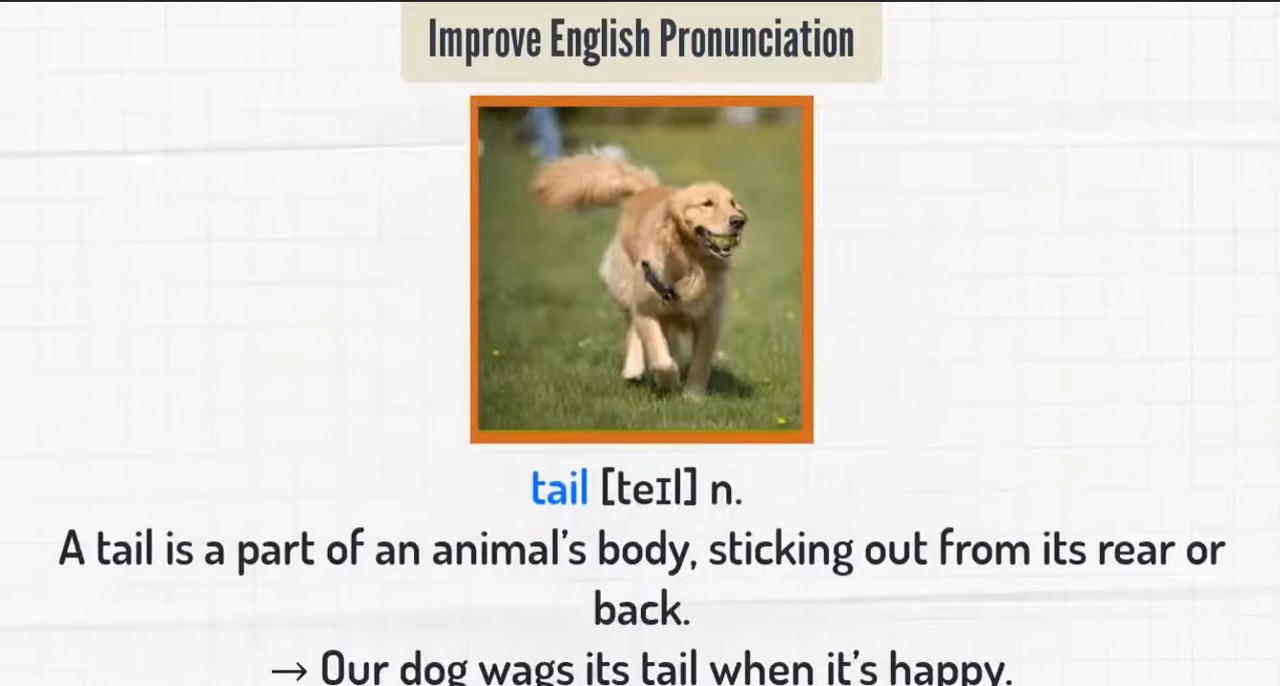 Improve English Pronunciation
tail [teɪl] n.
A tail is a part of an animal's body, sticking out from its rear or
back.
→ Our dog wags its tail when it's happy.